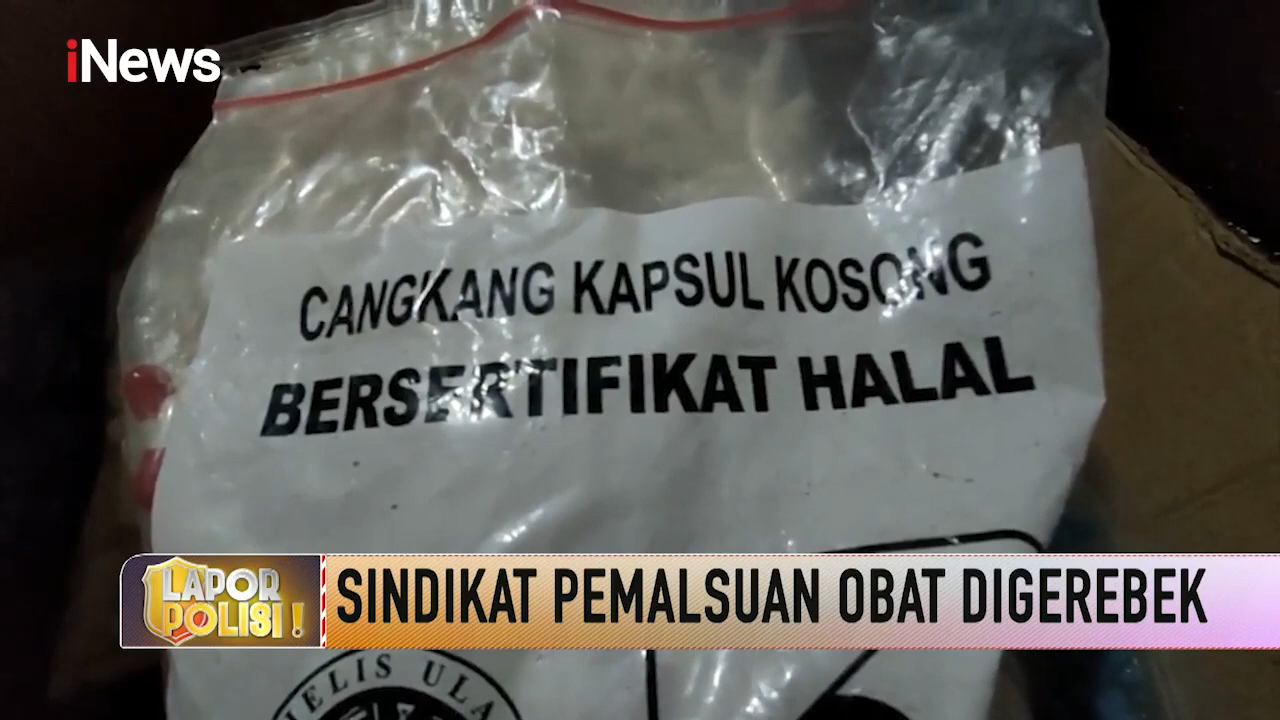 iNews
CANGKANG KAPSUL KOSONG
BERSERTIFIKAT HALAL
LAPOR
POLISI !
SINDIKAT PEMALSUAN OBAT DIGEREBEK